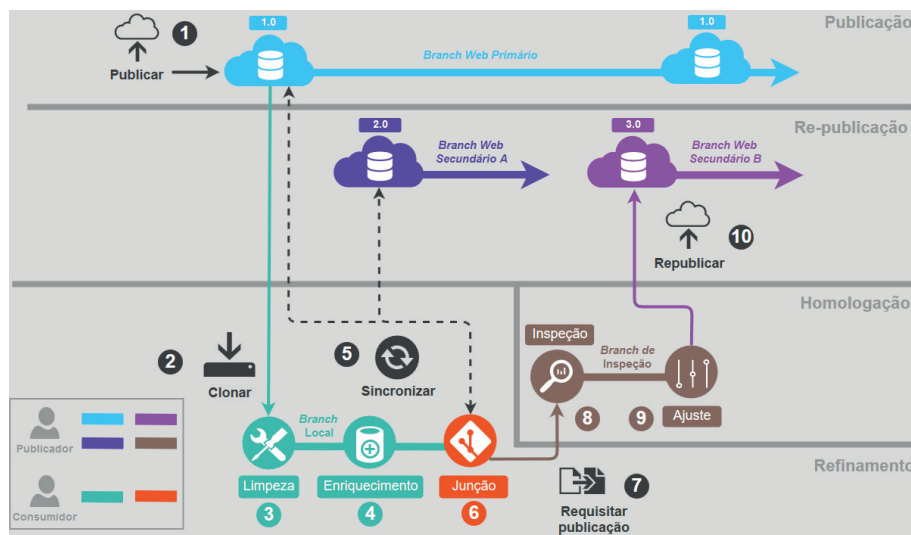 1.0
1.0
Publicação
1
Branch Web Primário
Publicar
2.0
3.0
Re-publicação
Branch Web
Secundário A
Branch Web
Secundário B
10
Republicar
Homologação
Inspeção
2
5
Branch de
Inspeção
Clonar
Sincronizar
8
9
Ajuste
Branch
Local
Publicador
Refinamento
Limpeza
Enriquecimento
Junção
7
3
4
6
Requisitar
publicação
Consumidor